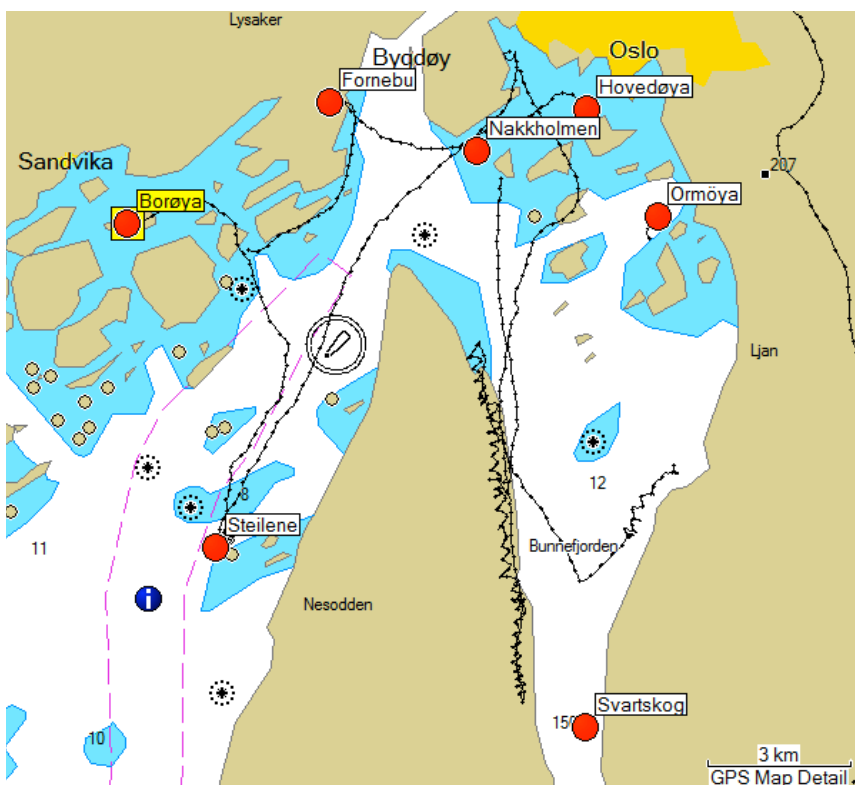 Lysaker
Bygdøy
Oslo
Fornebu
Hovedøya
Nakkholmen
Sandvika
207
Borøya
Ormöya
Ljan
8
12
Steilene
11
Bunnefjorden
Nesodden
Svartskog
10
3 km
GPS Map Detail